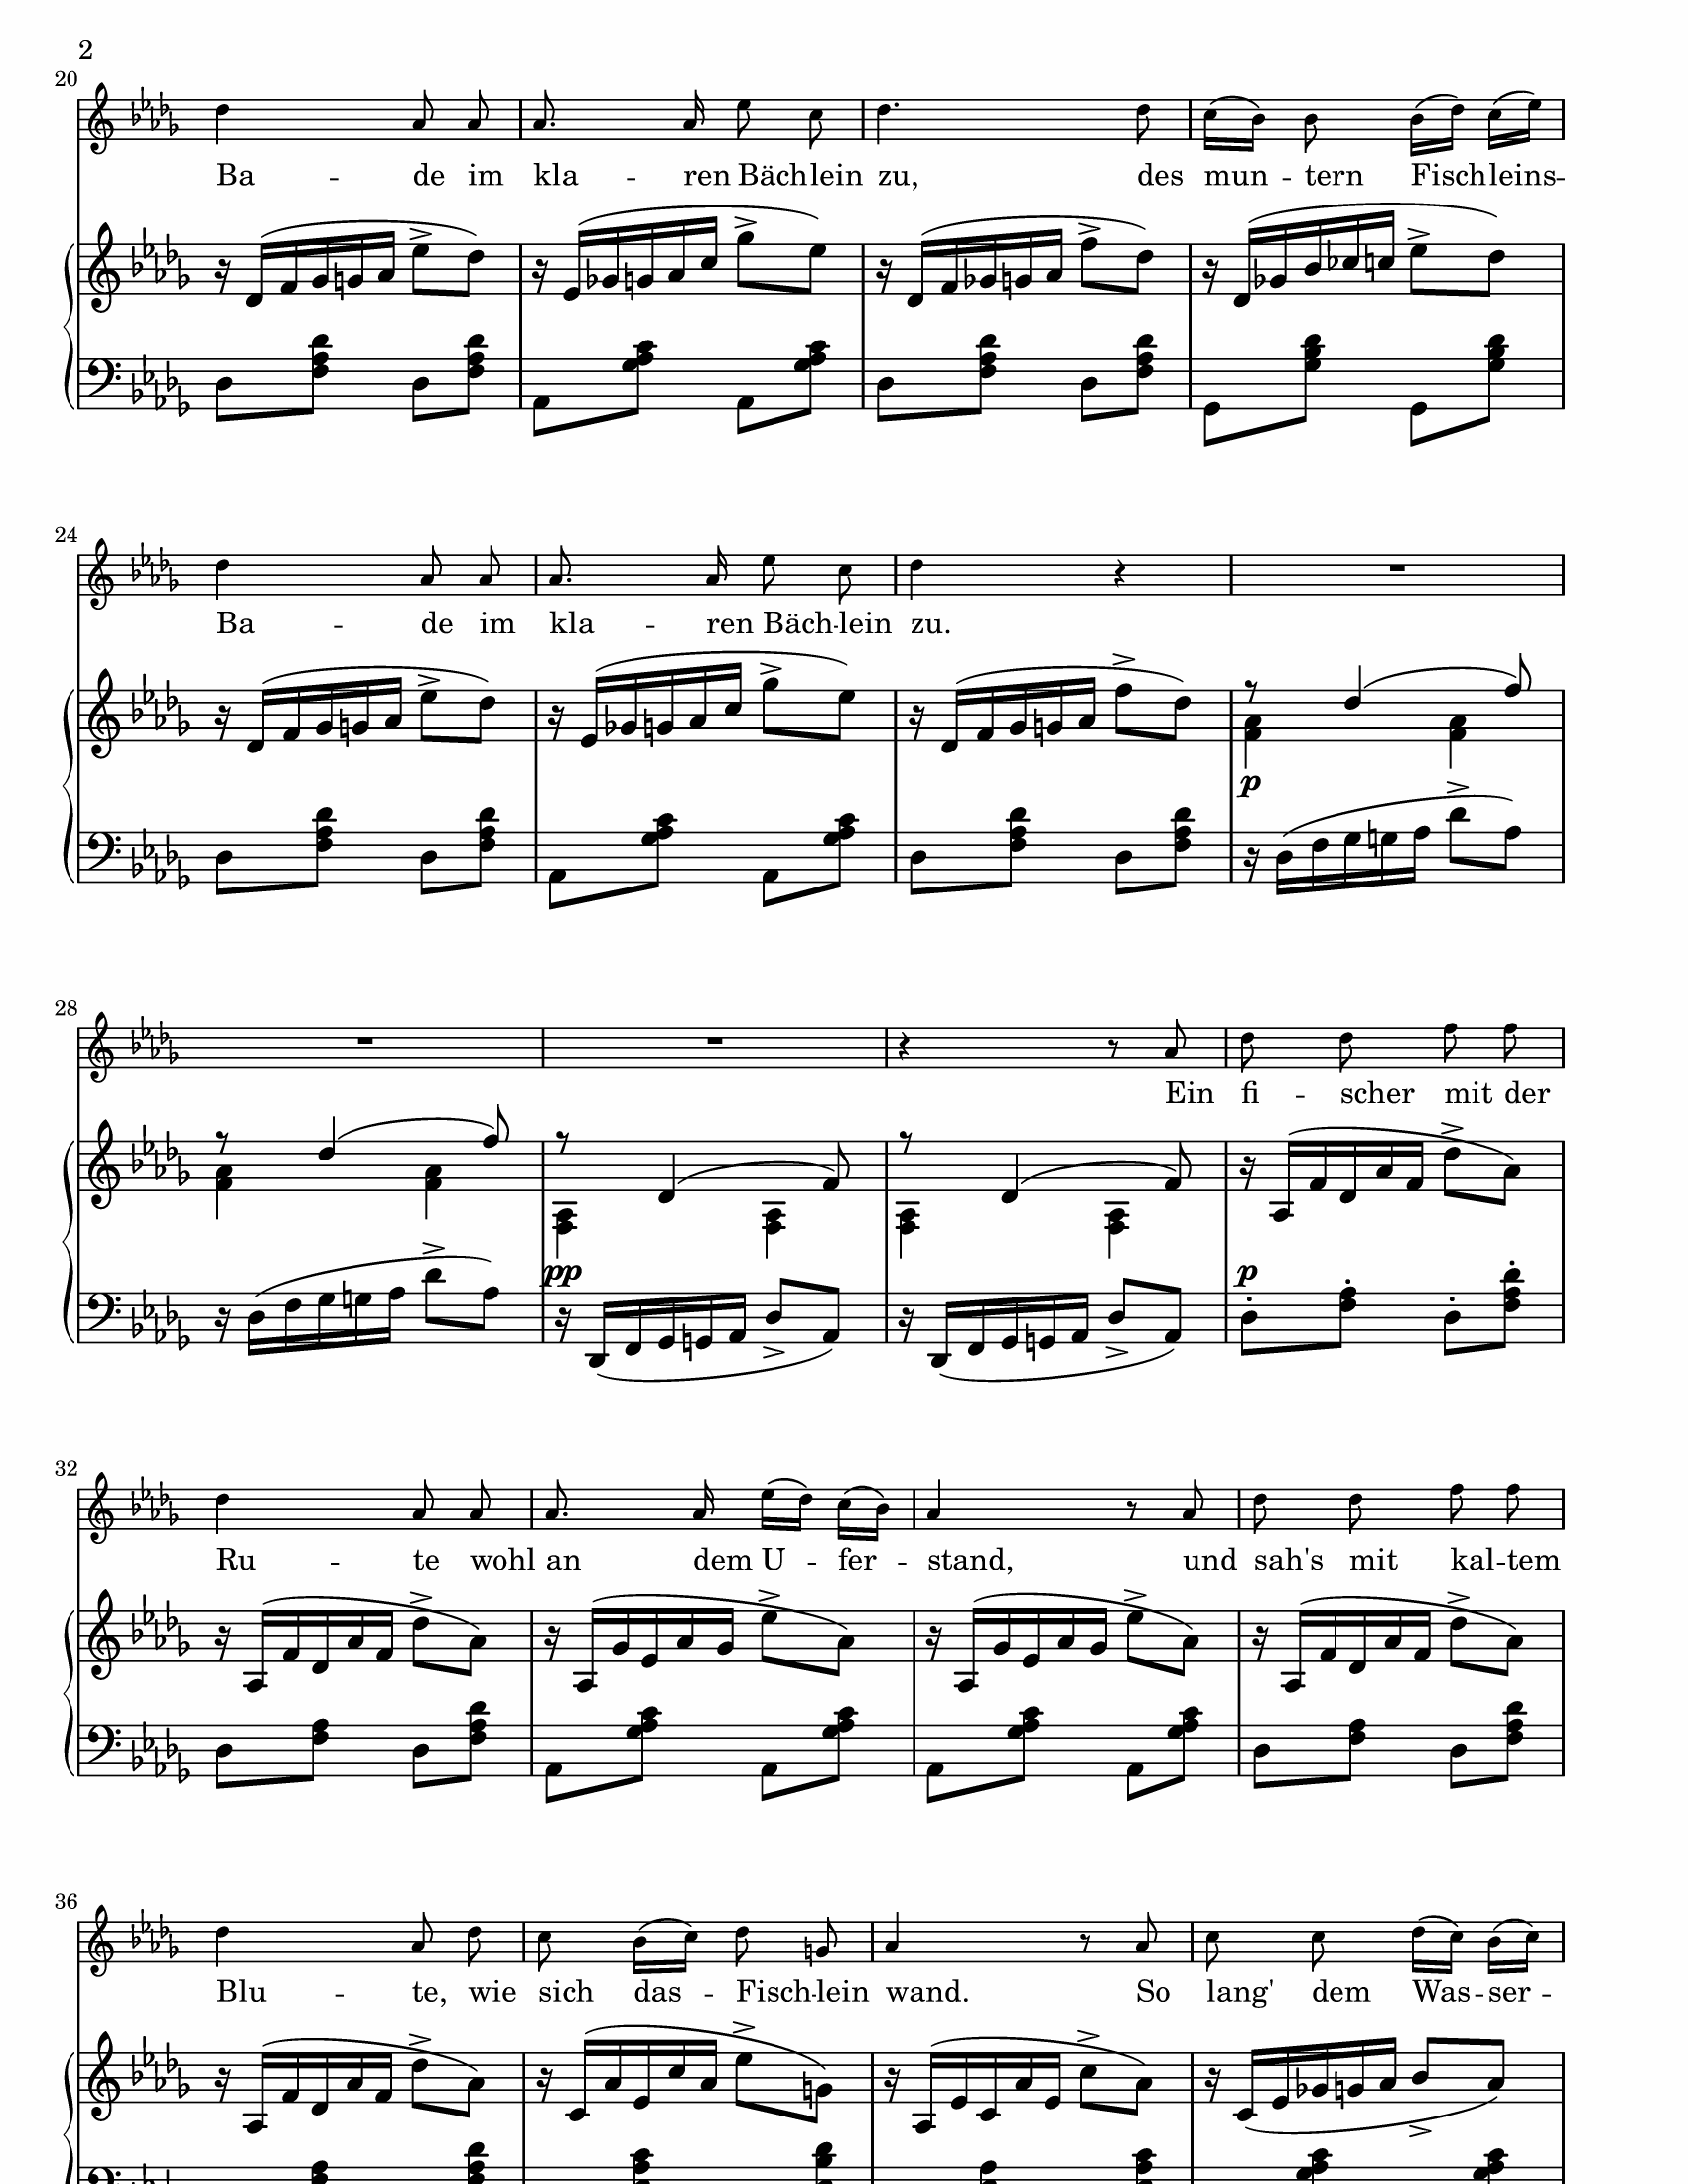 2
20
Ba -- de im kla -- ren Bächlein zu, des mun -- tern Fischleins --
24
Ba -- de im kla -- ren Bäch-lein zu.
p
28
Ein fi -- scher mit der
pp p
32
Ru -- te wohl an dem U -- fer -- stand, und sah's mit kal -- tem
36
Blu -- te, wie sich das -- Fisch-lein wand. So lang' dem Was -- ser --